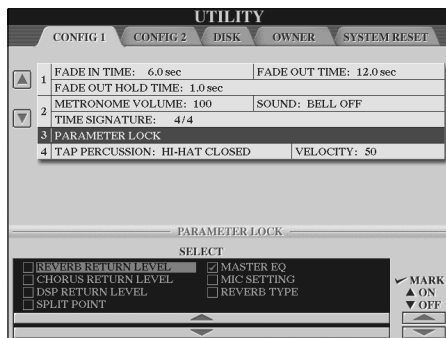 UTILITY
CONFIG 1 CONFIG 2 DISK OWNER SYSTEM RESET
1 FADE IN TIME: 6.0 sec FADE OUT TIME: 12.0 sec
FADE OUT HOLD TIME: 1.0 sec
2 METRONOME VOLUME: 100 SOUND: BELL OFF
TIME SIGNATURE: 4/4
3 PARAMETER LOCK
4 TAP PERCUSSION: HI-HAT CLOSED VELOCITY: 50
PARAMETER LOCK
SELECT
REVERB RETURN LEVEL MASTER EQ
CHORUS RETURN LEVEL MIC SETTING
DSP RETURN LEVEL REVERB TYPE
SPLIT POINT
MARK
▲ ON
▼ OFF